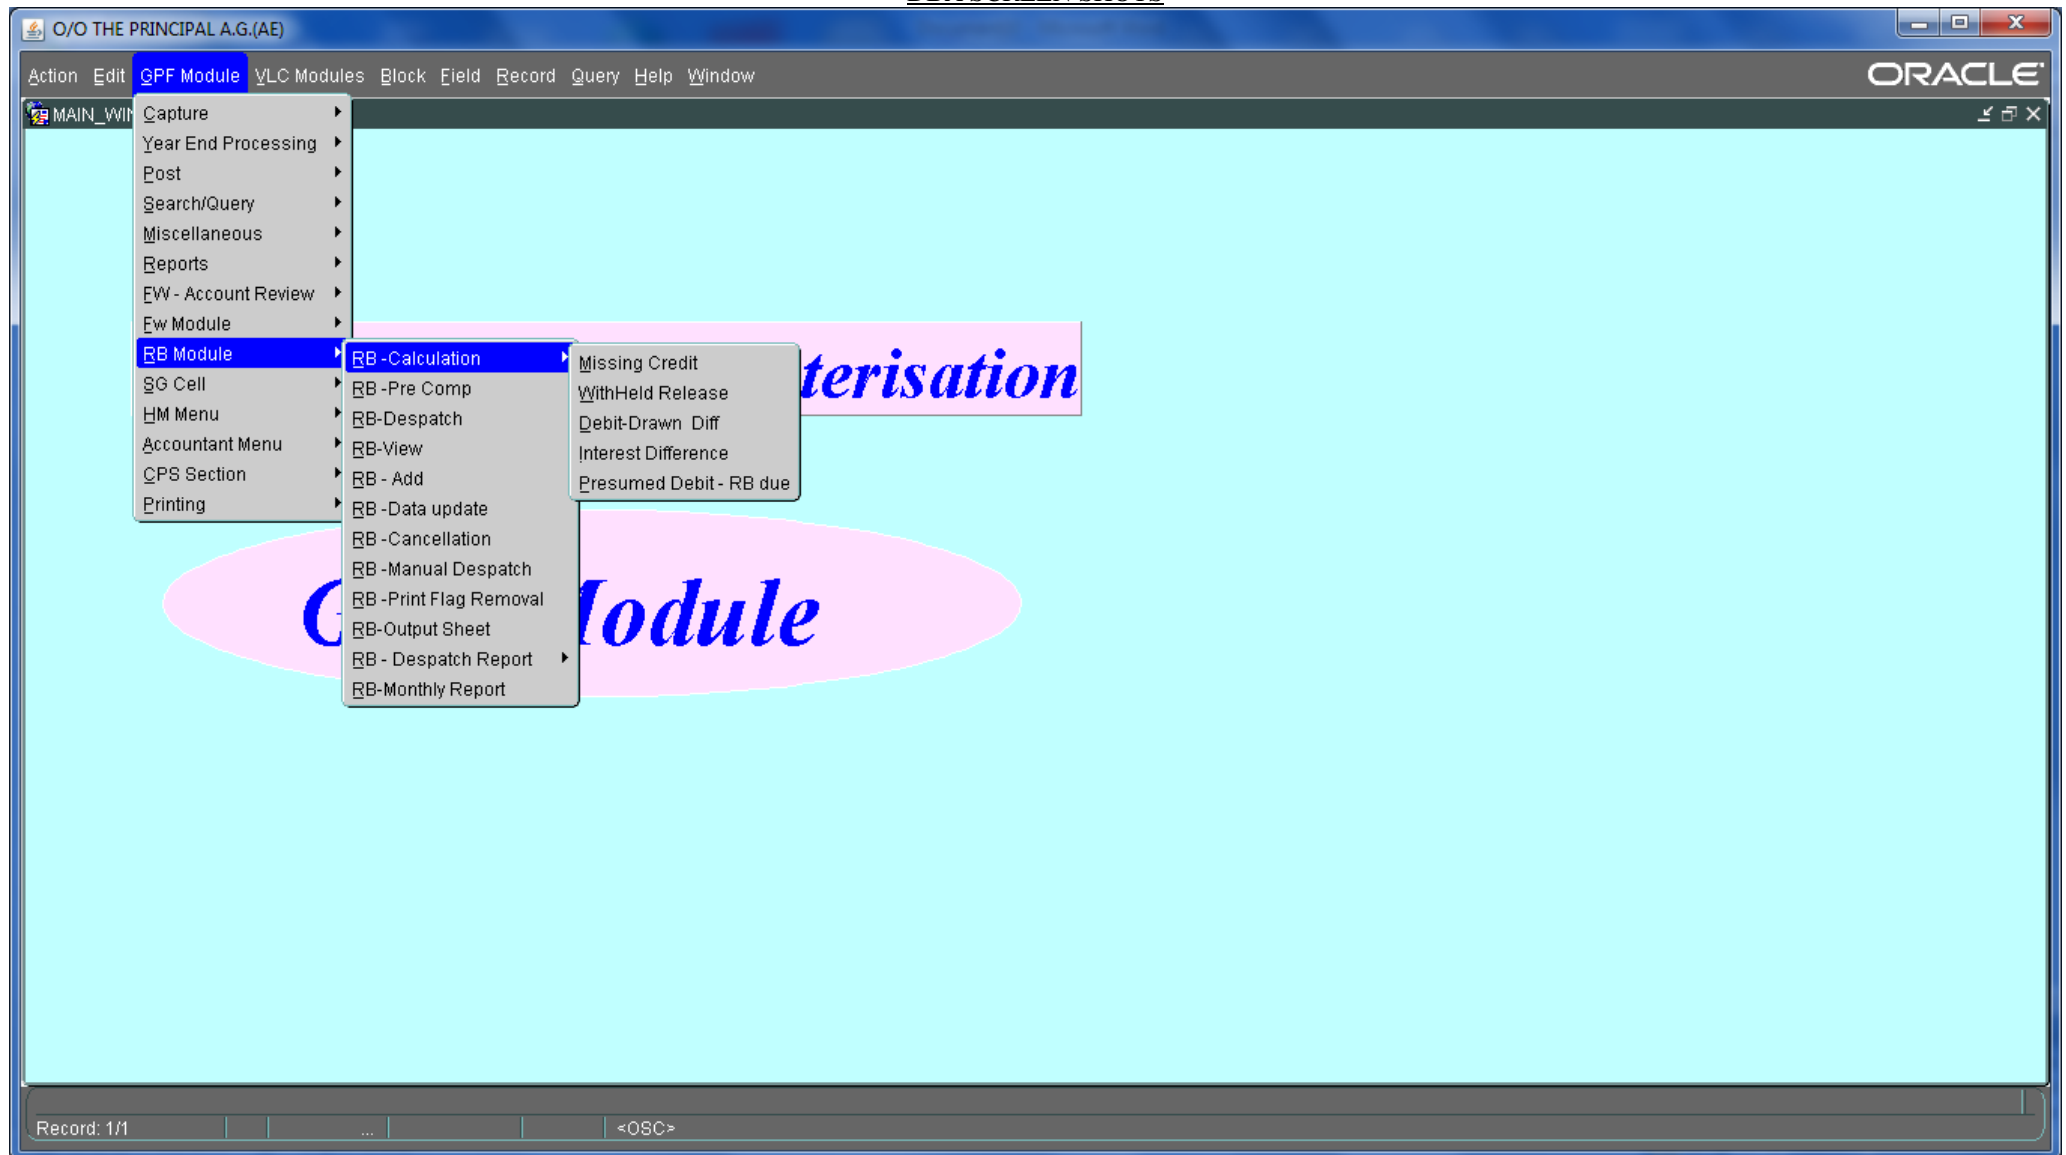 SCREEN SHOTS
O/O THE PRINCIPAL A.G.(AE)
Action Edit GPF Module VLC Modules Block Field Record Query Help Window
ORACLE
MAIN_WIN
Capture
Year End Processing
Post
Search/Query
Miscellaneous
Reports
FW - Account Review
Fw Module
RB Module
SG Cell
HM Menu
Accountant Menu
CPS Section
Printing
RB -Calculation
RB -Pre Comp
RB-Despatch
RB-View
RB - Add
RB -Data update
RB -Cancellation
RB -Manual Despatch
RB -Print Flag Removal
RB-Output Sheet
RB - Despatch Report
RB-Monthly Report
Missing Credit
WithHeld Release
Debit-Drawn Diff
Interest Difference
Presumed Debit - RB due
terisation
G odule
Record: 1/1 ... <OSC>